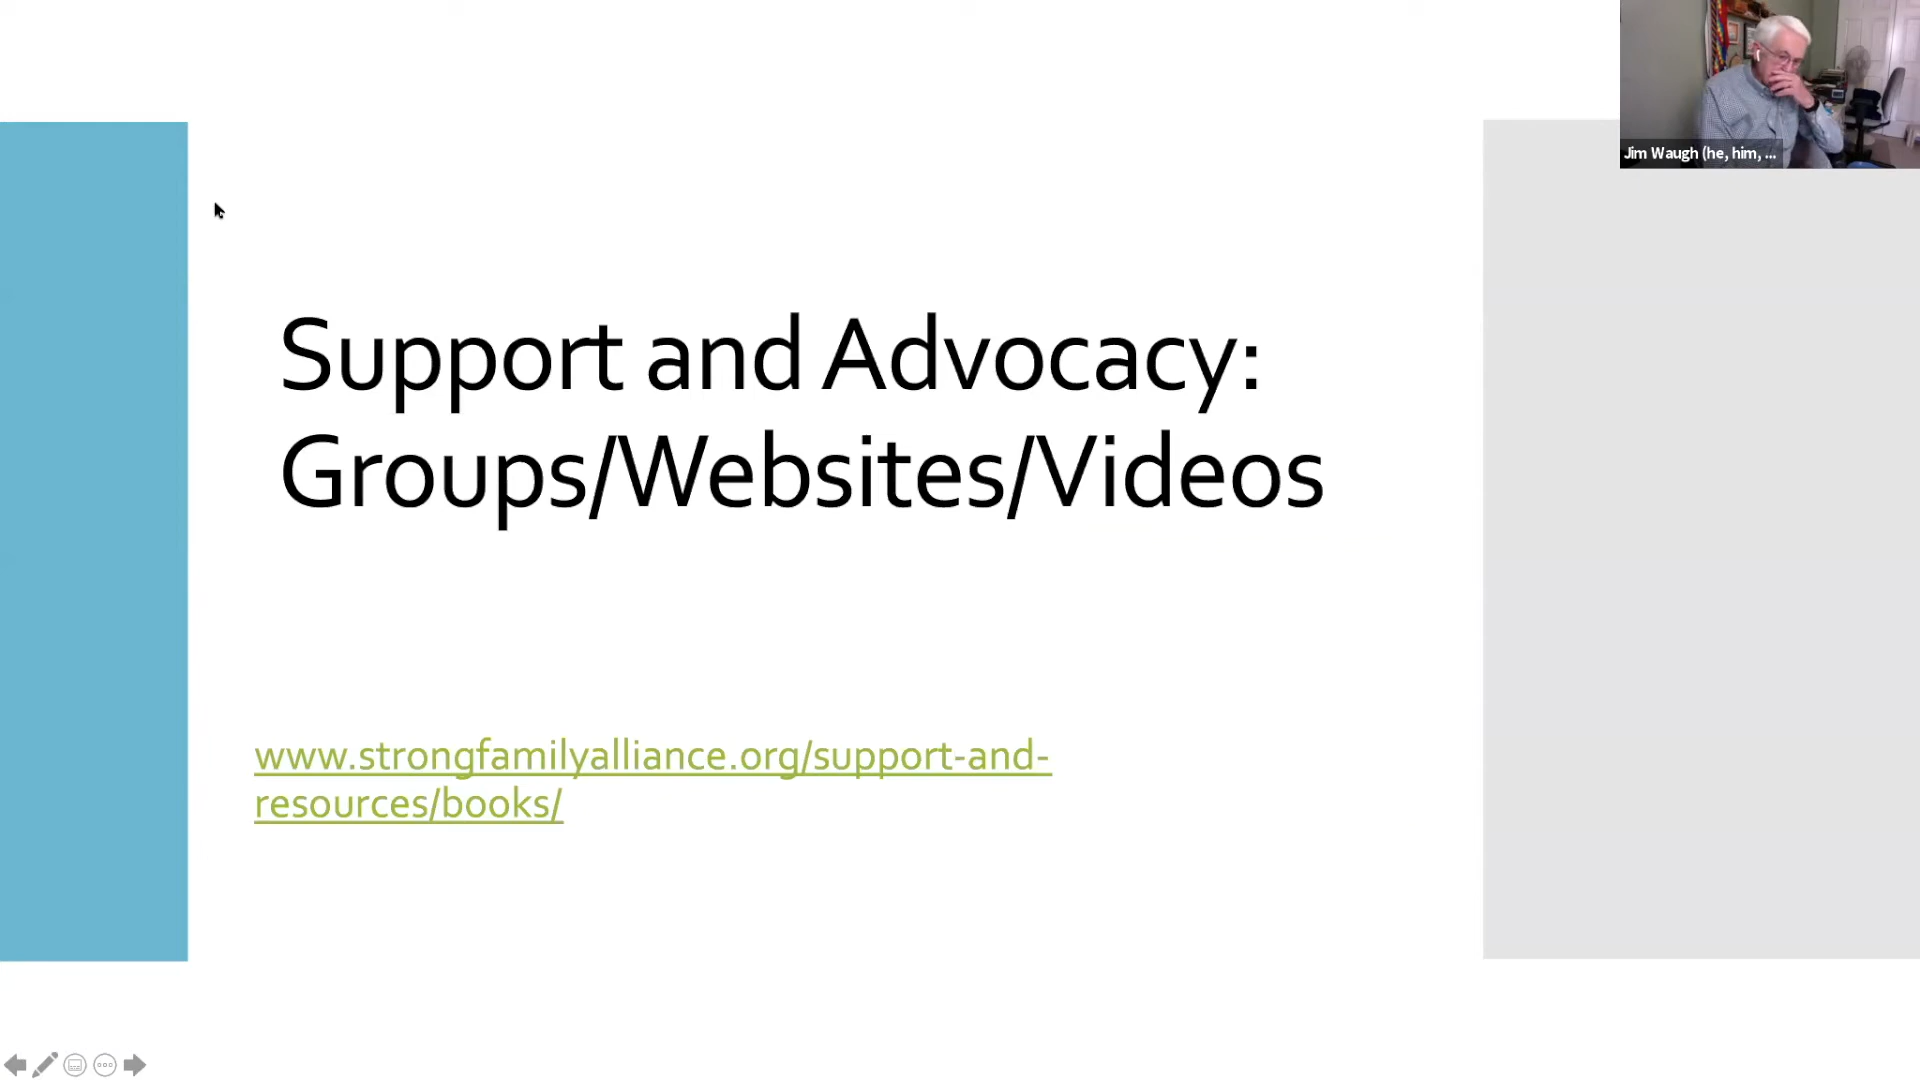 Jim Waugh (he, him, ...
Support and Advocacy:
Groups/Websites/Videos
www.strongfamilyalliance.org/support-and-
resources/books/